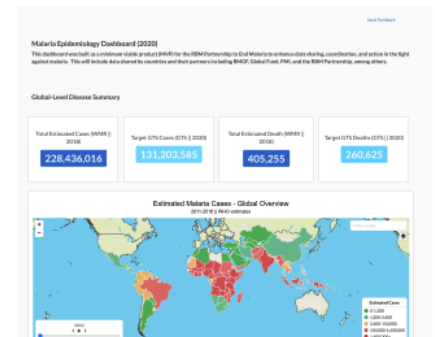 Send Feedback
Malaria Epidemiology Dashboard (2020)
This dashboard was built as a minimum viable product (MVP) for the RBM Partnership to End Malaria to enhance data sharing, coordination, and action in the fight
against malaria. This will include data shared by countries and their partners including BMGF, Global Fund, PMI, and the RBM Partnership, among others.
Global-Level Disease Summary
Total Estimated Cases (WMR ||
2018)
228,436,016
Target GTS Cases (GTS || 2020)
131,203,585
Total Estimated Death (WMR ||
2018)
405,255
Target GTS Deaths (GTS || 2020)
260,625
Estimated Malaria Cases - Global Overview
2011-2018 || WHO estimates
Estimated Cases